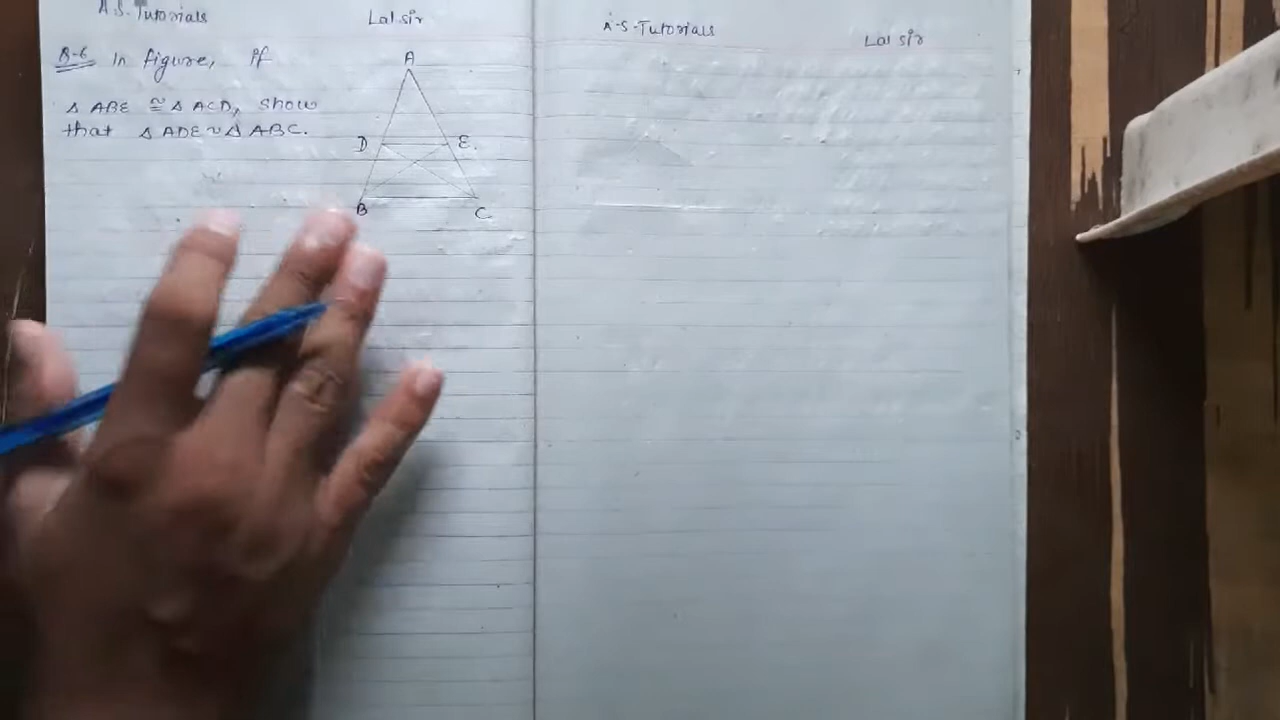 A.S. Tutorials
Lal sir
Q-6 In figure, if
△ ABE ≅ △ ACD, show
that △ ADE ~ △ ABC.
A
D
E.
B
C
A-S-Tutorials
Lal sir